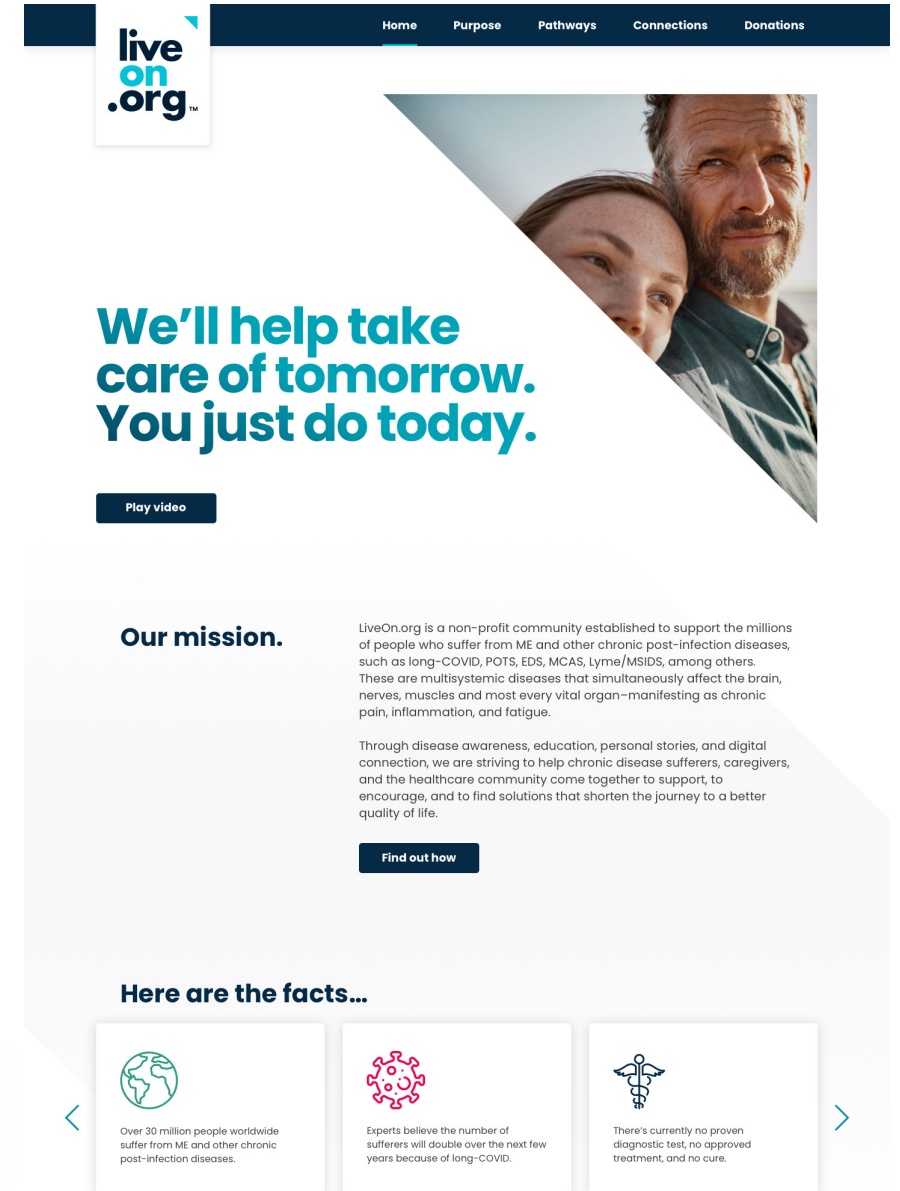 live
on
.org™
Home Purpose Pathways Connections Donations
We’ll help take
care of tomorrow.
You just do today.
Play video
Our mission.
LiveOn.org is a non-profit community established to support the millions
of people who suffer from ME and other chronic post-infection diseases,
such as long-COVID, POTS, EDS, MCAS, Lyme/MSIDS, among others.
These are multisystemic diseases that simultaneously affect the brain,
nerves, muscles and most every vital organ–manifesting as chronic
pain, inflammation, and fatigue.
Through disease awareness, education, personal stories, and digital
connection, we are striving to help chronic disease sufferers, caregivers,
and the healthcare community come together to support, to
encourage, and to find solutions that shorten the journey to a better
quality of life.
Find out how
Here are the facts...
Over 30 million people worldwide
suffer from ME and other chronic
post-infection diseases.
Experts believe the number of
sufferers will double over the next few
years because of long-COVID.
There’s currently no proven
diagnostic test, no approved
treatment, and no cure.